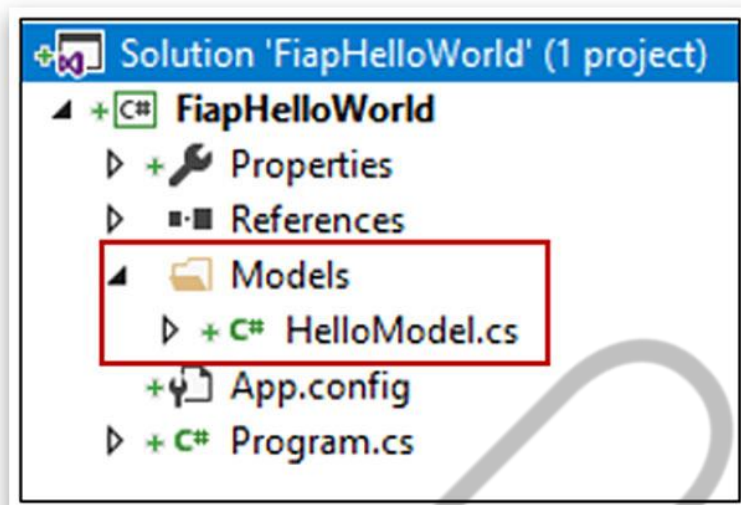 Solution 'FiapHelloWorld' (1 project)
C# FiapHelloWorld
Properties
References
Models
C# HelloModel.cs
App.config
C# Program.cs